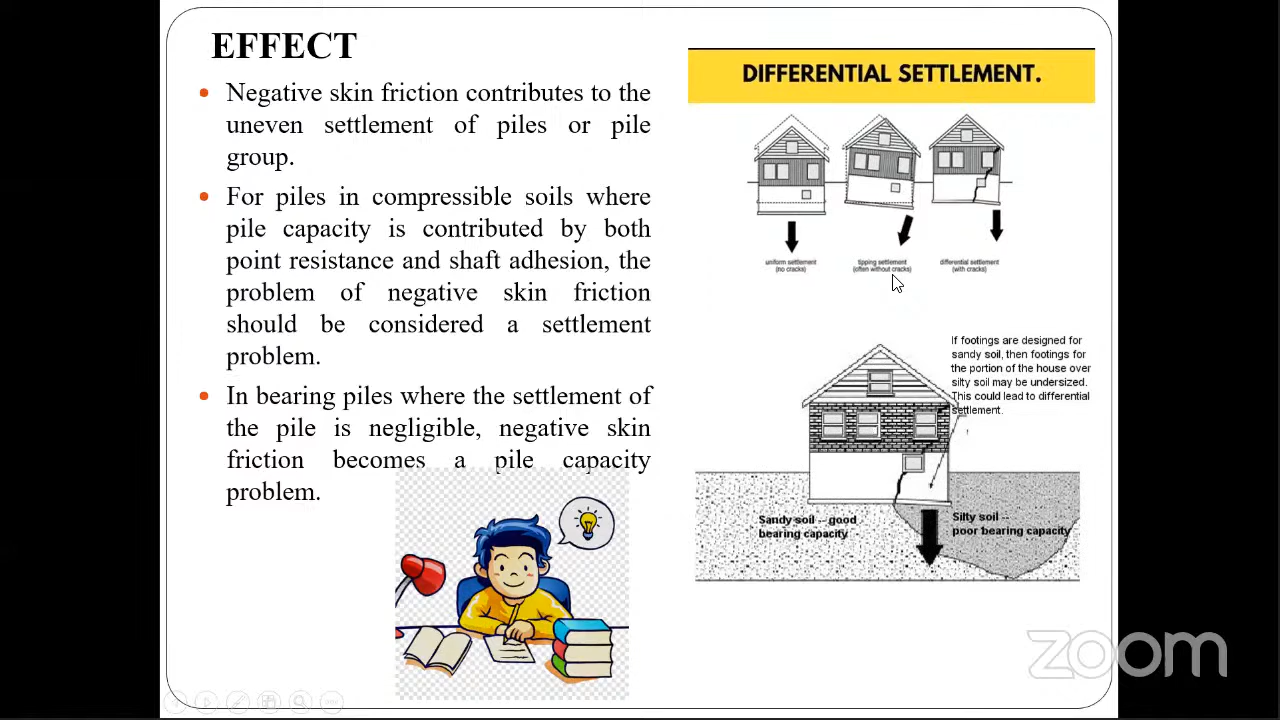 EFFECT
Negative skin friction contributes to the
uneven settlement of piles or pile
group.
For piles in compressible soils where
pile capacity is contributed by both
point resistance and shaft adhesion, the
problem of negative skin friction
should be considered a settlement
problem.
In bearing piles where the settlement of
the pile is negligible, negative skin
friction becomes a pile capacity
problem.
DIFFERENTIAL SETTLEMENT.
uniform settlement
(no cracks)
tipping settlement
(often without cracks)
differential settlement
(with cracks)
If footings are designed for
sandy soil, then footings for
the portion of the house over
silty soil may be undersized.
This could lead to differential
settlement.
Sandy soil -- good
bearing capacity
Silty soil --
poor bearing capacity
zoom